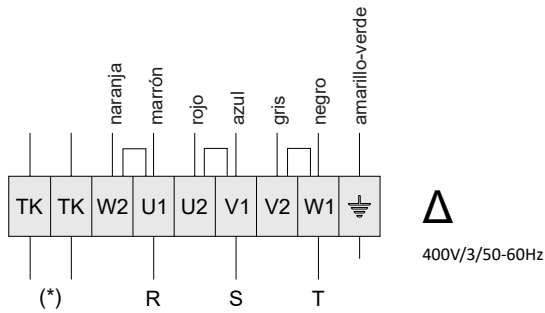 naranja
marrón
rojo
azul
gris
negro
amarillo-verde
TK TK W2 U1 U2 V1 V2 W1
Δ
400V/3/50-60Hz
(*) R S T